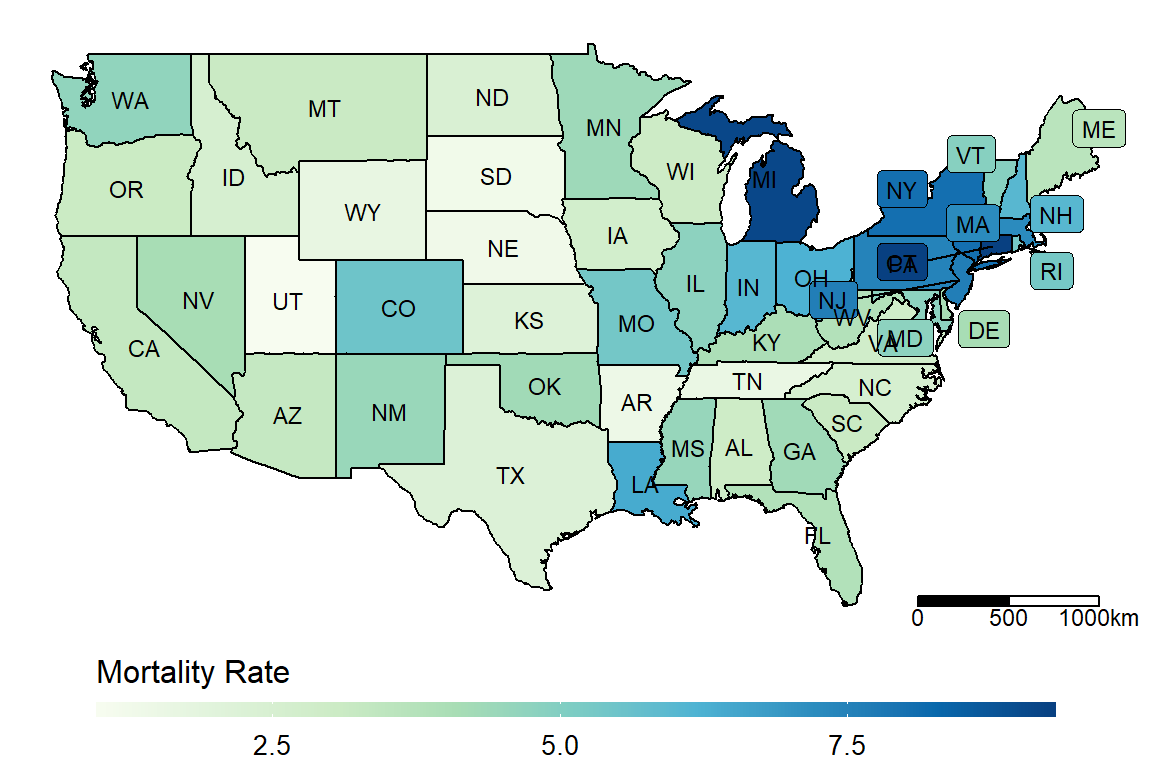 WA
MT
ND
MN
ME
VT
OR
ID
SD
WI
MI
NY
WY
NH
MA
NE
IA
PA
CT
RI
NV
UT
CO
IL
IN
OH
NJ
KS
MO
WV
CA
KY
VA
MD
DE
AZ
NM
OK
AR
TN
NC
SC
MS
AL
GA
TX
LA
FL
0 500 1000km
Mortality Rate
2.5 5.0 7.5